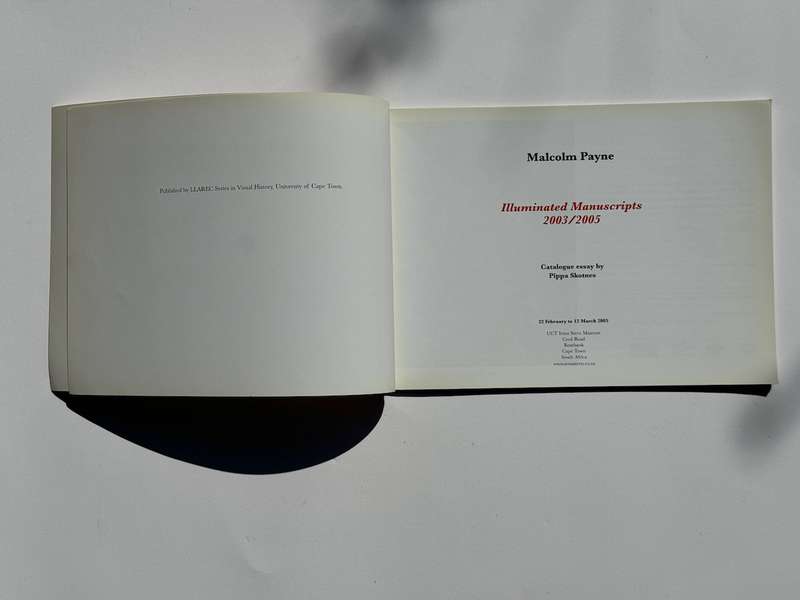 Published by LLAREC Series in Visual History, University of Cape Town.
Malcolm Payne
Illuminated Manuscripts
2003/2005
Catalogue essay by
Pippa Skotnes
22 February to 12 March 2005
UCT Irma Stern Museum
Cecil Road
Rosebank
Cape Town
South Africa